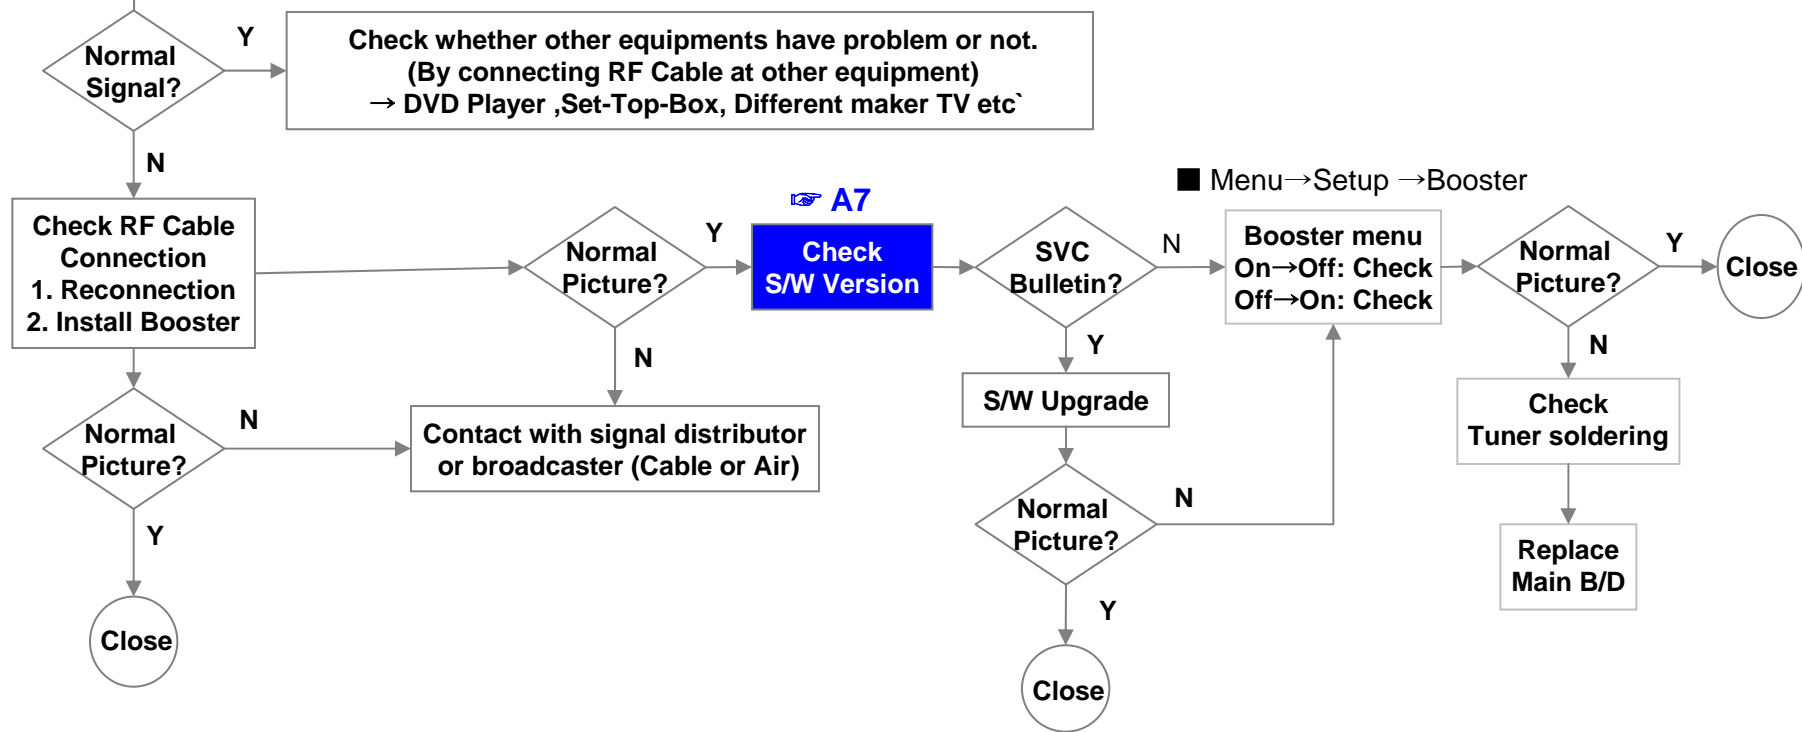 Normal
Signal?
Y
Check whether other equipments have problem or not.
(By connecting RF Cable at other equipment)
→ DVD Player ,Set-Top-Box, Different maker TV etc`
N
Check RF Cable
Connection
1. Reconnection
2. Install Booster
Normal
Picture?
Y
☞ A7
Check
S/W Version
SVC
Bulletin?
N
■ Menu→Setup →Booster
Booster menu
On→Off: Check
Off→On: Check
Normal
Picture?
Y
Close
N
Y
N
S/W Upgrade
Check
Tuner soldering
Normal
Picture?
N
Contact with signal distributor
or broadcaster (Cable or Air)
Normal
Picture?
N
Replace
Main B/D
Y
Close
Y
Close